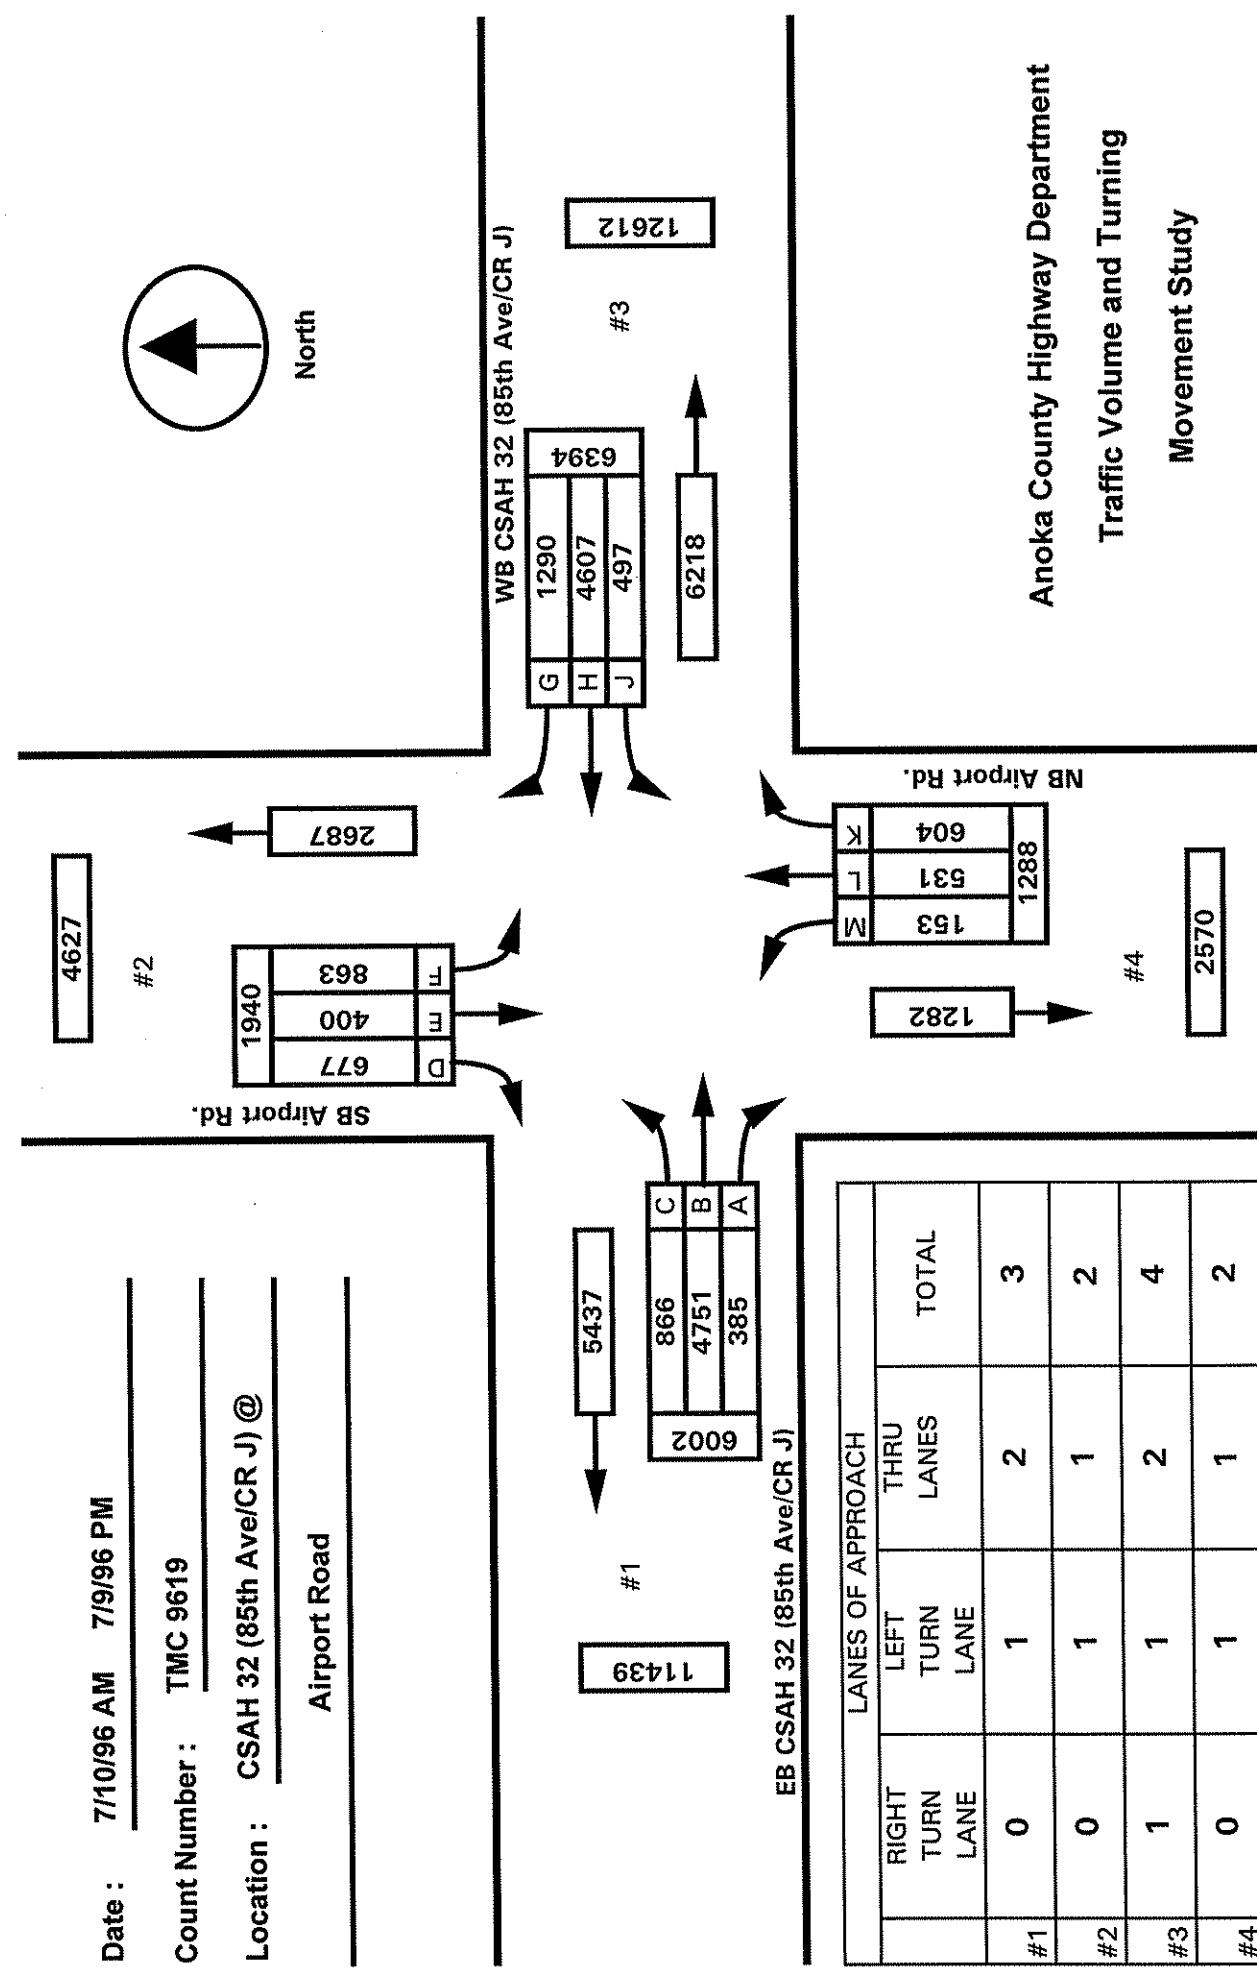 Date : 7/10/96 AM 7/9/96 PM
Count Number : TMC 9619
Location : CSAH 32 (85th Ave/CR J) @
Airport Road
North
4627
#2
2687
1940
677 400 863
D E F
SB Airport Rd.
WB CSAH 32 (85th Ave/CR J)
G 1290
H 4607
J 497
6394
6218
#3
12612
5437
#1
11439
6002
866 C
4751 B
385 A
EB CSAH 32 (85th Ave/CR J)
NB Airport Rd.
M L K
153 531 604
1288
1282
#4
2570
LANES OF APPROACH
RIGHT TURN LANE
LEFT TURN LANE
THRU LANES
TOTAL
#1 0 1 2 3
#2 0 1 1 2
#3 1 1 2 4
#4 0 1 1 2
Anoka County Highway Department
Traffic Volume and Turning
Movement Study